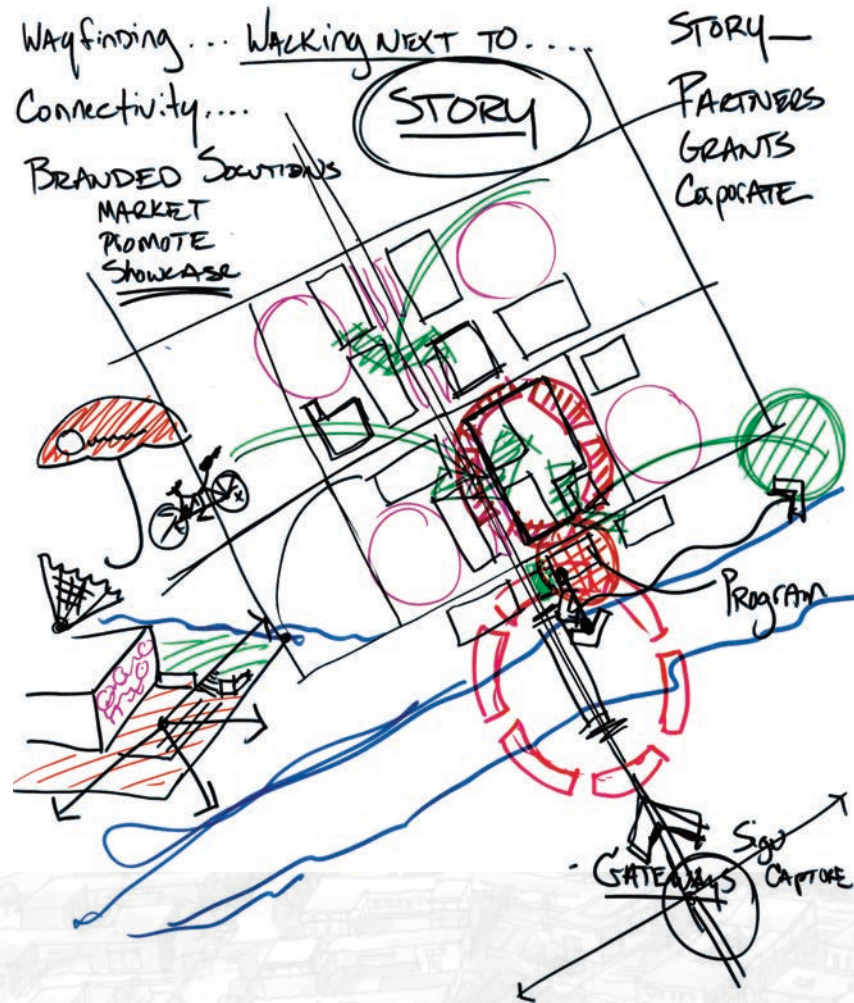 Wayfinding... Walking next to.....
Connectivity....
STORY
BRANDED SOLUTIONS
MARKET
PROMOTE
Showcase
STORY
PARTNERS
GRANTS
Corporate
Program
Sign
CAPTURE
GATEWAYS